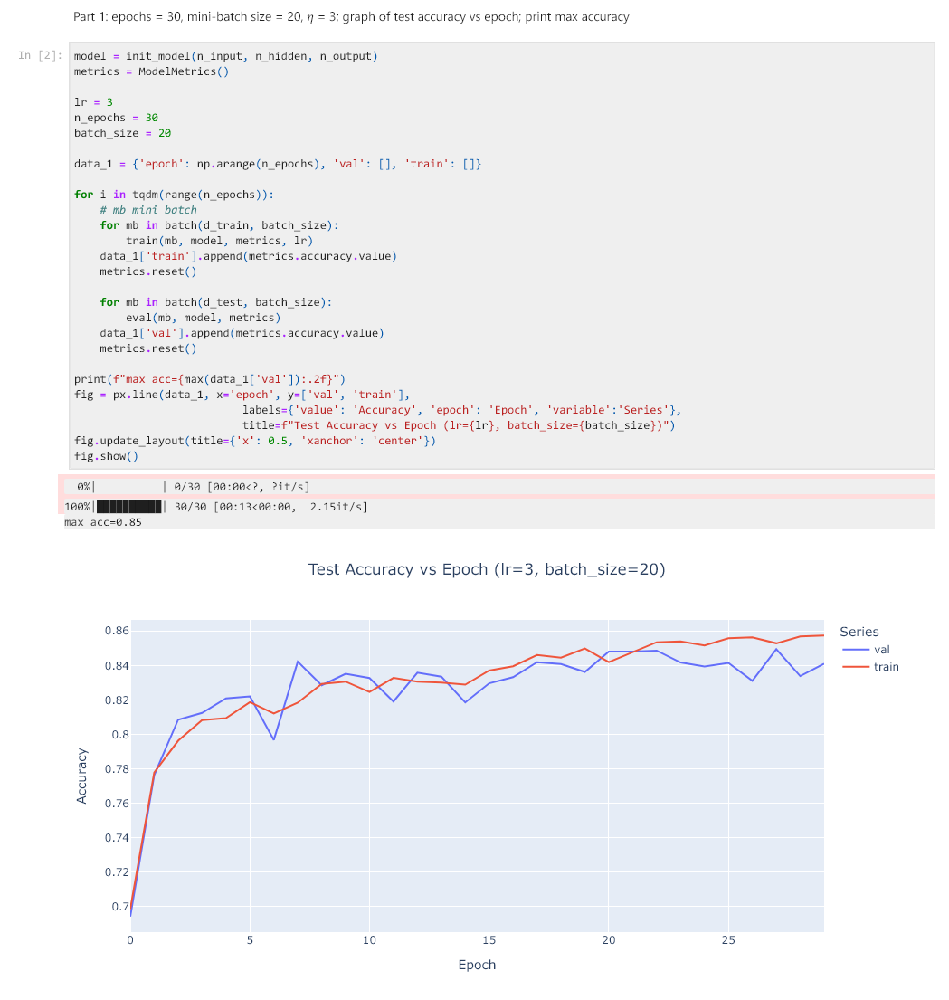 Part 1: epochs = 30, mini-batch size = 20, η = 3; graph of test accuracy vs epoch; print max accuracy
In [2]:
model = init_model(n_input, n_hidden, n_output)
metrics = ModelMetrics()
lr = 3
n_epochs = 30
batch_size = 20
data_1 = {'epoch': np.arange(n_epochs), 'val': [], 'train': []}
for i in tqdm(range(n_epochs)):
    # mb mini batch
    for mb in batch(d_train, batch_size):
        train(mb, model, metrics, lr)
    data_1['train'].append(metrics.accuracy.value)
    metrics.reset()
    for mb in batch(d_test, batch_size):
        eval(mb, model, metrics)
    data_1['val'].append(metrics.accuracy.value)
    metrics.reset()
print(f"max acc={max(data_1['val']):.2f}")
fig = px.line(data_1, x='epoch', y=['val', 'train'],
                          labels={'value': 'Accuracy', 'epoch': 'Epoch', 'variable':'Series'},
                          title=f"Test Accuracy vs Epoch (lr={lr}, batch_size={batch_size})")
fig.update_layout(title={'x': 0.5, 'xanchor': 'center'})
fig.show()
  0%|          | 0/30 [00:00<?, ?it/s]
100%|██████████| 30/30 [00:13<00:00,  2.15it/s]
max acc=0.85
Test Accuracy vs Epoch (lr=3, batch_size=20)
Series
val
train
0.86
0.84
0.82
0.8
0.78
0.76
0.74
0.72
0.7
Accuracy
0 5 10 15 20 25
Epoch